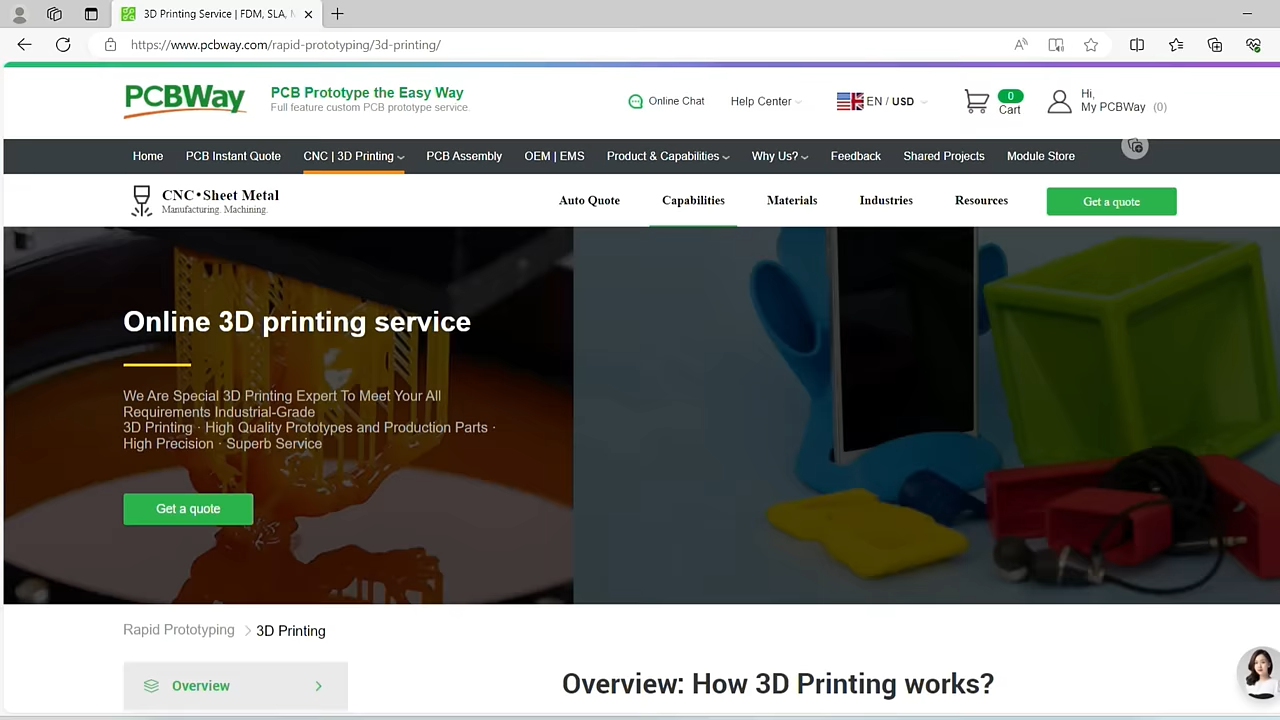 3D Printing Service | FDM, SLA, M
https://www.pcbway.com/rapid-prototyping/3d-printing/
PCBWay
PCB Prototype the Easy Way
Full feature custom PCB prototype service.
Online Chat
Help Center
EN / USD
0
Cart
Hi,
My PCBWay (0)
Home
PCB Instant Quote
CNC | 3D Printing
PCB Assembly
OEM | EMS
Product & Capabilities
Why Us?
Feedback
Shared Projects
Module Store
CNC•Sheet Metal
Manufacturing. Machining.
Auto Quote
Capabilities
Materials
Industries
Resources
Get a quote
Online 3D printing service
We Are Special 3D Printing Expert To Meet Your All
Requirements Industrial-Grade
3D Printing · High Quality Prototypes and Production Parts ·
High Precision · Superb Service
Get a quote
Rapid Prototyping
3D Printing
Overview
Overview: How 3D Printing works?